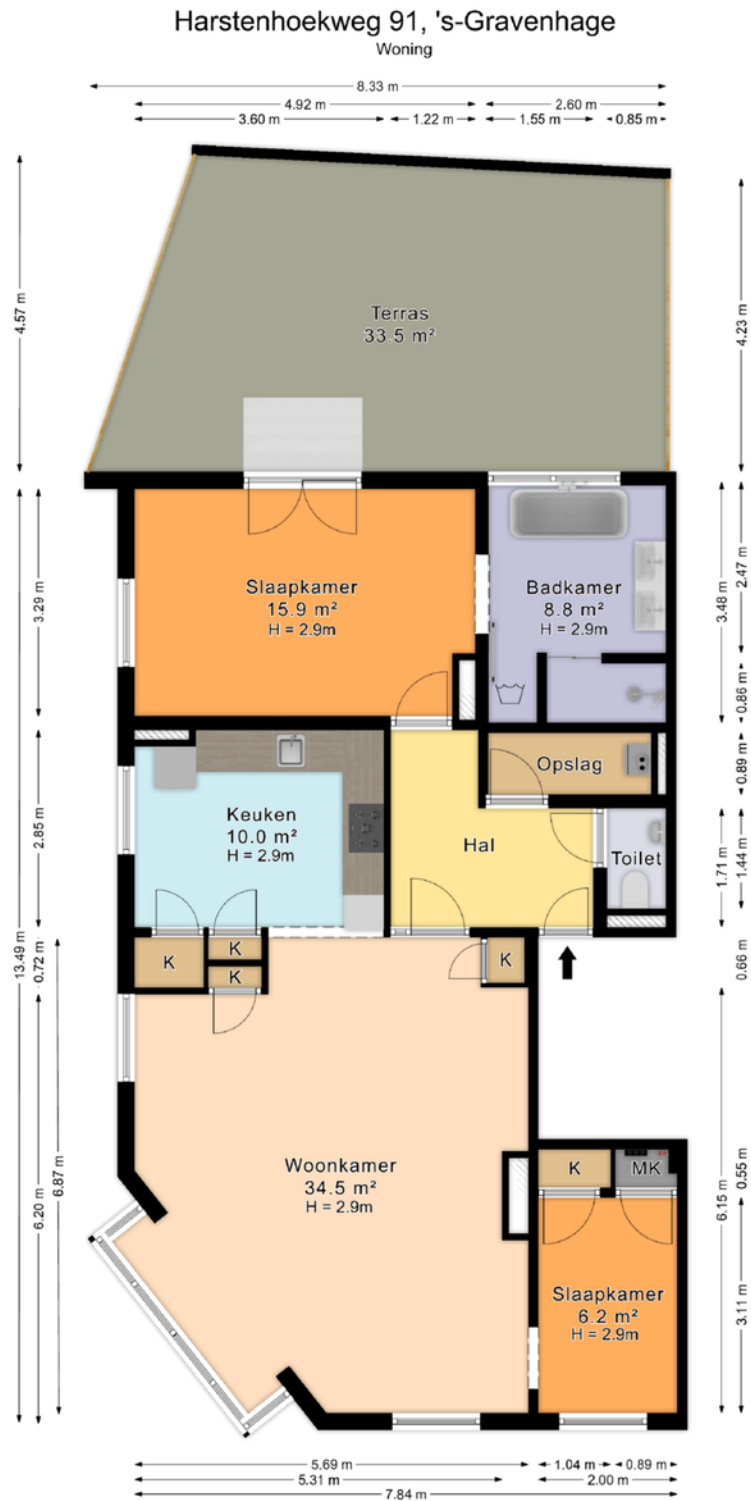 Harstenhoekweg 91, 's-Gravenhage
Woning
8.33 m
4.92 m
2.60 m
3.60 m
1.22 m
1.55 m
0.85 m
4.57 m
4.23 m
Terras
33.5 m²
Slaapkamer
15.9 m²
H = 2.9m
Badkamer
8.8 m²
H = 2.9m
3.29 m
3.48 m
2.47 m
0.86 m
Opslag
0.89 m
Keuken
10.0 m²
H = 2.9m
Hal
Toilet
2.85 m
1.71 m
1.44 m
13.49 m
0.72 m
K
K
K
K
0.66 m
Woonkamer
34.5 m²
H = 2.9m
6.87 m
6.20 m
6.15 m
K
MK
0.55 m
Slaapkamer
6.2 m²
H = 2.9m
3.11 m
5.69 m
1.04 m
0.89 m
5.31 m
2.00 m
7.84 m